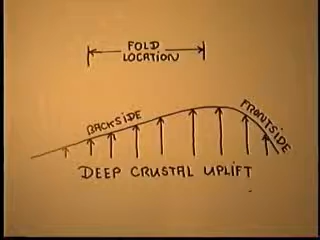 FOLD
LOCATION
BACKSIDE
FRONTSIDE
DEEP CRUSTAL UPLIFT